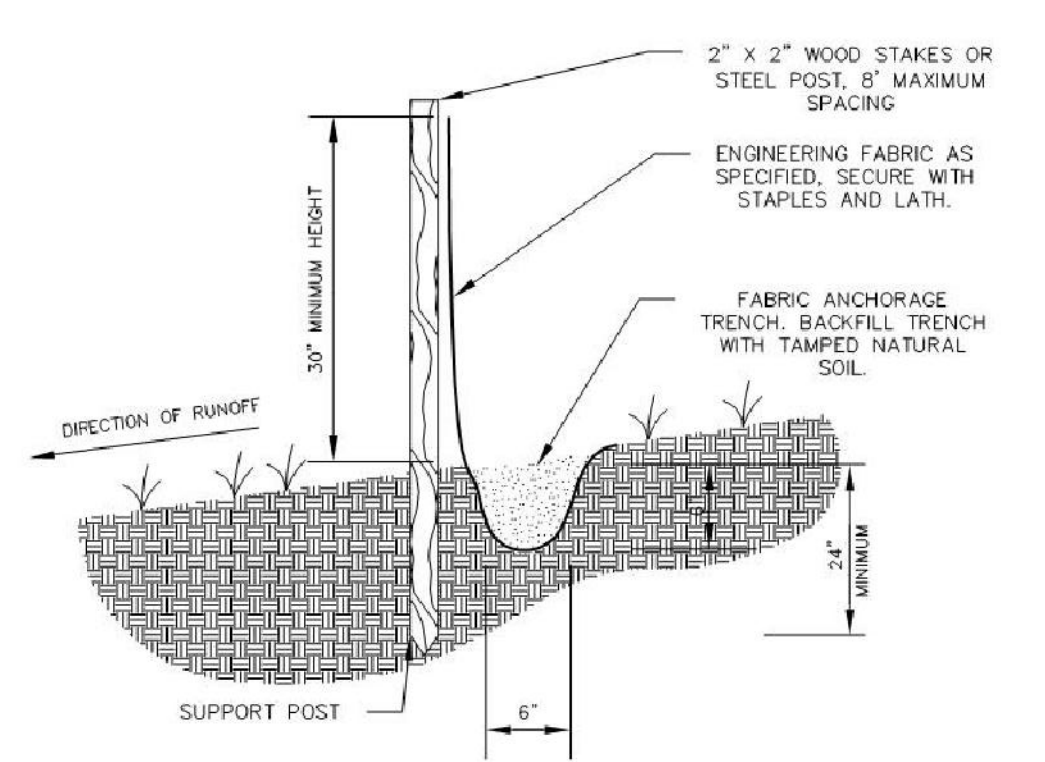 2" X 2" WOOD STAKES OR
STEEL POST, 8' MAXIMUM
SPACING
ENGINEERING FABRIC AS
SPECIFIED, SECURE WITH
STAPLES AND LATH.
30" MINIMUM HEIGHT
FABRIC ANCHORAGE
TRENCH. BACKFILL TRENCH
WITH TAMPED NATURAL
SOIL.
DIRECTION OF RUNOFF
6"
24"
MINIMUM
SUPPORT POST
6"